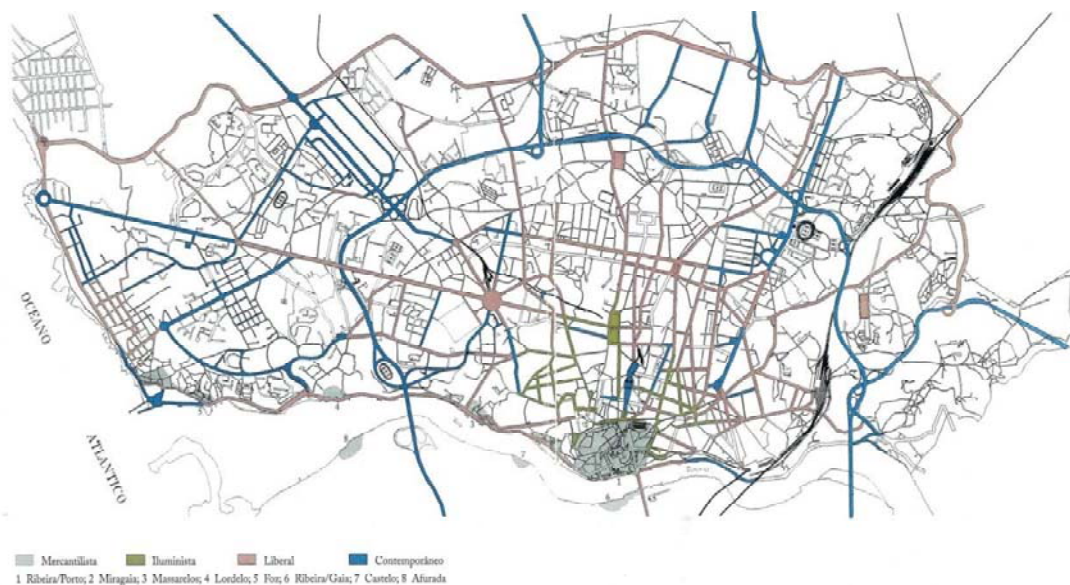 OCEANO
ATLANTICO
Mercantilista Iluminista Liberal Contemporâneo
1 Ribeira/Porto; 2 Miragaia; 3 Massarelos; 4 Lordelo; 5 Foz; 6 Ribeira/Gaia; 7 Castelo; 8 Afurada